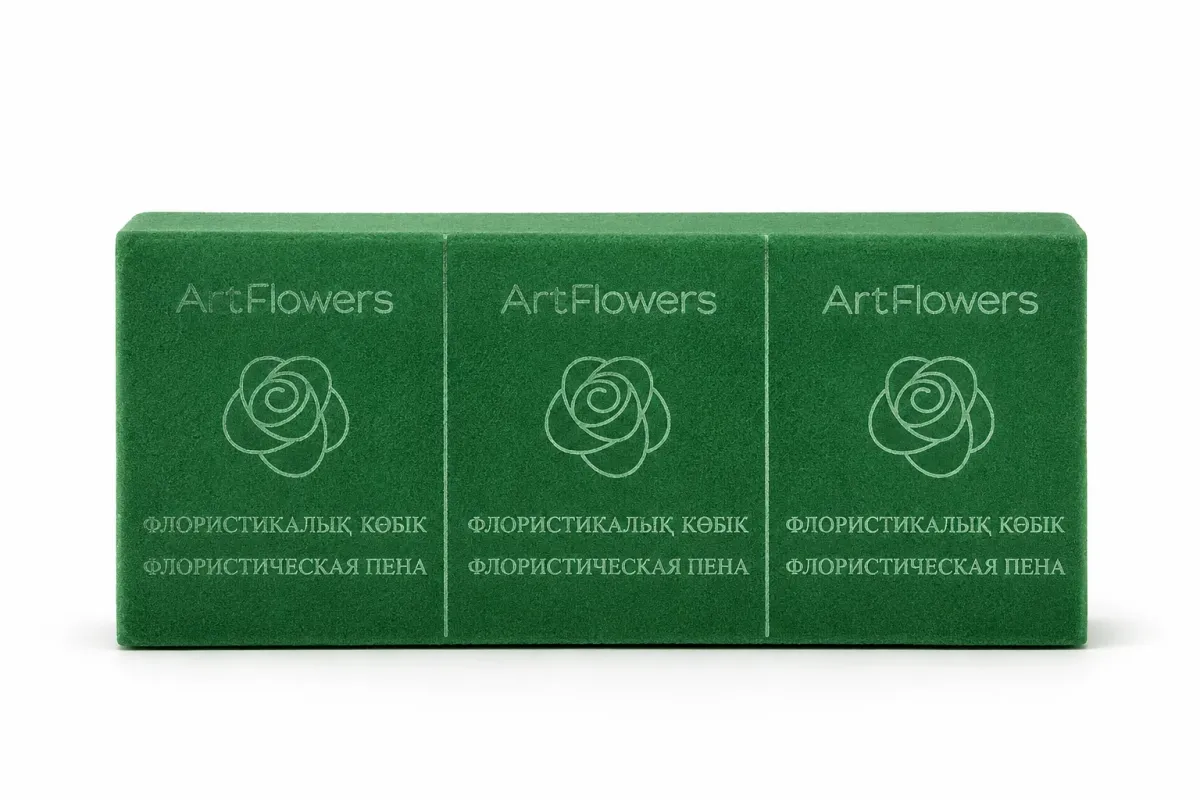 ArtFlowers ArtFlowers ArtFlowers
ФЛОРИСТИКАЛЫҚ КӨБІК ФЛОРИСТИКАЛЫҚ КӨБІК ФЛОРИСТИКАЛЫҚ КӨБІК
ФЛОРИСТИЧЕСКАЯ ПЕНА ФЛОРИСТИЧЕСКАЯ ПЕНА ФЛОРИСТИЧЕСКАЯ ПЕНА